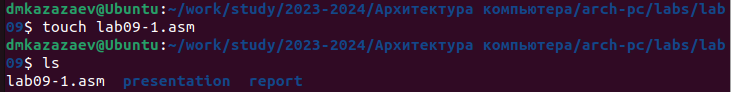 dmkazazaev@Ubuntu:~/work/study/2023-2024/Архитектура компьютера/arch-pc/labs/lab
09$ touch lab09-1.asm
dmkazazaev@Ubuntu:~/work/study/2023-2024/Архитектура компьютера/arch-pc/labs/lab
09$ ls
lab09-1.asm  presentation  report